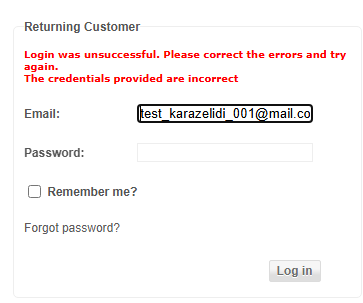 Returning Customer
Login was unsuccessful. Please correct the errors and try
again.
The credentials provided are incorrect
Email: test_karazelidi_001@mail.co
Password:
Remember me?
Forgot password?
Log in